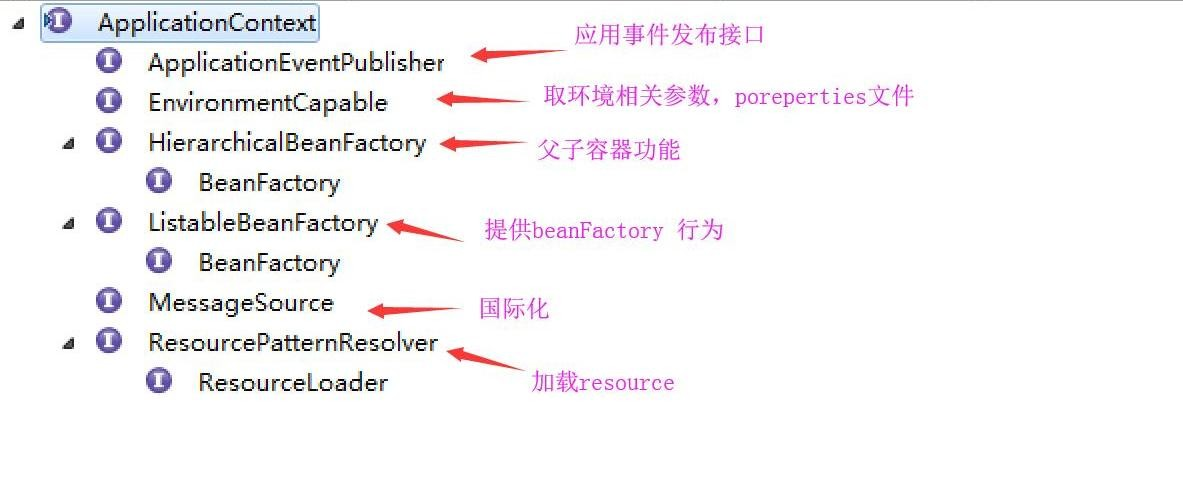 ApplicationContext
ApplicationEventPublisher
应用事件发布接口
EnvironmentCapable
取环境相关参数，poreperties文件
HierarchicalBeanFactory
父子容器功能
BeanFactory
ListableBeanFactory
提供beanFactory 行为
BeanFactory
MessageSource
国际化
ResourcePatternResolver
加载resource
ResourceLoader